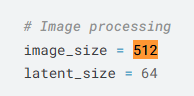 # Image processing
image_size = 512
latent_size = 64